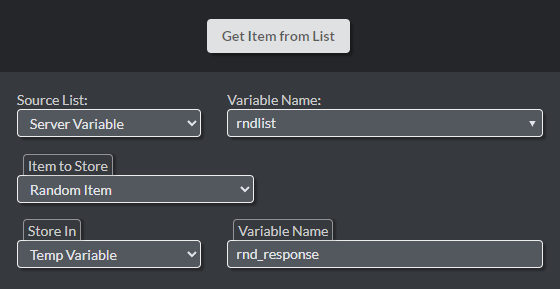 Get Item from List
Source List: Variable Name:
Server Variable rndlist
Item to Store
Random Item
Store In Variable Name
Temp Variable rnd_response